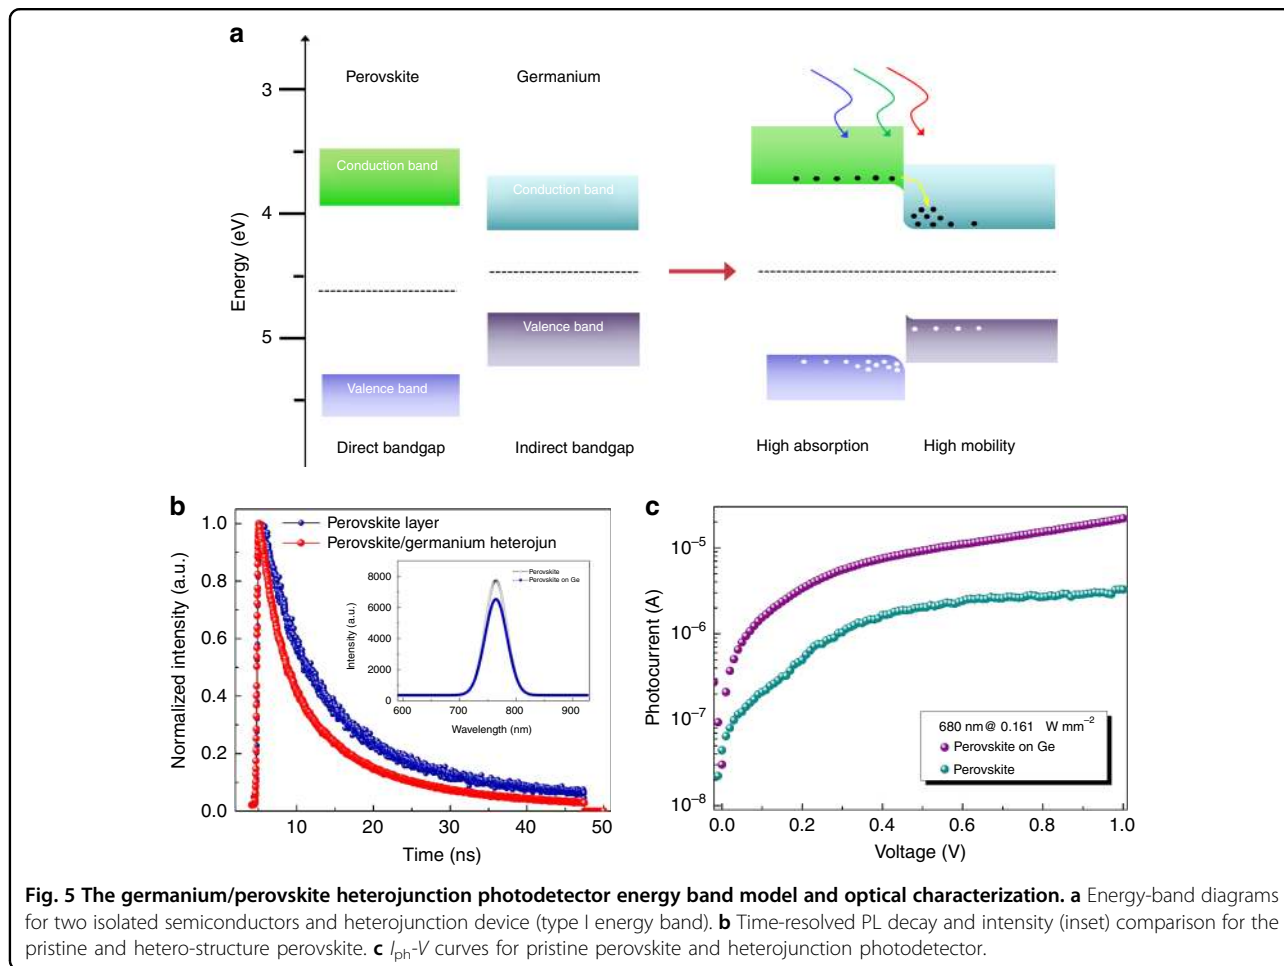 a
Perovskite
Germanium
3
4
5
Energy (eV)
Conduction band
Conduction band
Valence band
Valence band
Direct bandgap
Indirect bandgap
High absorption
High mobility
b
Perovskite layer
Perovskite/germanium heterojun
1.0
0.8
0.6
0.4
0.2
0.0
Normalized intensity (a.u.)
10
20
30
40
50
Time (ns)
Perovskite
Perovskite on Ge
8000
6000
4000
2000
0
Intensity (a.u.)
600
700
800
900
Wavelength (nm)
c
10⁻⁵
10⁻⁶
10⁻⁷
10⁻⁸
Photocurrent (A)
680 nm@ 0.161 W mm⁻²
Perovskite on Ge
Perovskite
0.0
0.2
0.4
0.6
0.8
1.0
Voltage (V)
Fig. 5 The germanium/perovskite heterojunction photodetector energy band model and optical characterization. a Energy-band diagrams
for two isolated semiconductors and heterojunction device (type I energy band). b Time-resolved PL decay and intensity (inset) comparison for the
pristine and hetero-structure perovskite. c Iph-V curves for pristine perovskite and heterojunction photodetector.